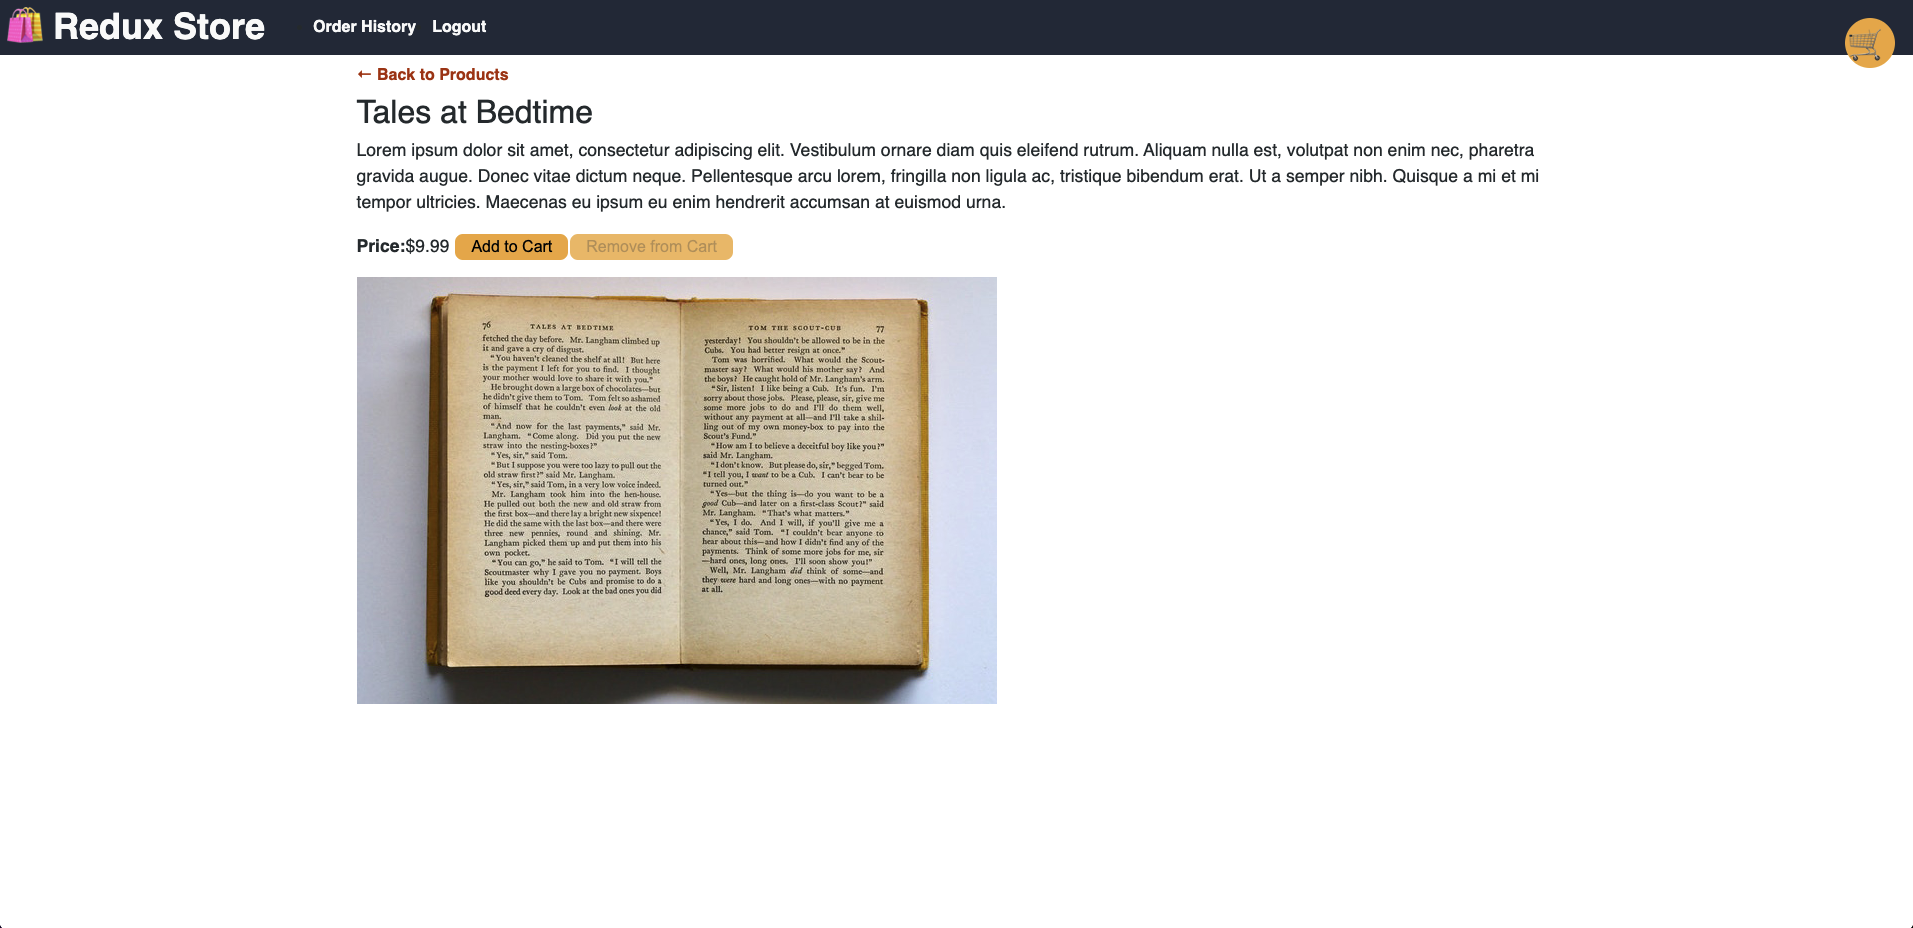 Redux Store
Order History Logout
← Back to Products
Tales at Bedtime
Lorem ipsum dolor sit amet, consectetur adipiscing elit. Vestibulum ornare diam quis eleifend rutrum. Aliquam nulla est, volutpat non enim nec, pharetra
gravida augue. Donec vitae dictum neque. Pellentesque arcu lorem, fringilla non ligula ac, tristique bibendum erat. Ut a semper nibh. Quisque a mi et mi
tempor ultricies. Maecenas eu ipsum eu enim hendrerit accumsan at euismod urna.
Price:$9.99 Add to Cart Remove from Cart
76 TALES AT BEDTIME
fetched the day before. Mr. Langham climbed up
it and gave a cry of disgust.
“You haven't cleaned the shelf at all! But here
is the payment I left for you to find. I thought
your mother would love to share it with you.”
He brought down a large box of chocolates—but
he didn't give them to Tom. Tom felt so ashamed
of himself that he couldn't even look at the old
man.
“And now for the last payments,” said Mr.
Langham. “Come along. Did you put the new
straw into the nesting-boxes?”
“Yes, sir,” said Tom.
“But I suppose you were too lazy to pull out the
old straw first?” said Mr. Langham.
“Yes, sir,” said Tom, in a very low voice indeed.
Mr. Langham took him into the hen-house.
He pulled out both the new and old straw from
the first box—and there lay a bright new sixpence!
He did the same with the last box—and there were
three new pennies, round and shining. Mr.
Langham picked them up and put them into his
own pocket.
“You can go,” he said to Tom. “I will tell the
Scoutmaster why I gave you no payment. Boys
like you shouldn't be Cubs and promise to do a
good deed every day. Look at the bad ones you did
TOM THE SCOUT-CUB 77
yesterday! You shouldn't be allowed to be in the
Cubs. You had better resign at once.”
Tom was horrified. What would the Scout-
master say? What would his mother say? And
the boys? He caught hold of Mr. Langham's arm.
“Sir, listen! I like being a Cub. It's fun. I'm
sorry about those jobs. Please, please, sir, give me
some more jobs to do and I'll do them well,
without any payment at all—and I'll take a shil-
ling out of my own money-box to pay into the
Scout's Fund.”
“How am I to believe a deceitful boy like you?”
said Mr. Langham.
“I don't know. But please do, sir,” begged Tom.
“I tell you, I want to be a Cub. I can't bear to be
turned out.”
“Yes—but the thing is—do you want to be a
good Cub—and later on a first-class Scout?” said
Mr. Langham. “That's what matters.”
“Yes, I do. And I will, if you'll give me a
chance,” said Tom. “I couldn't bear anyone to
hear about this—and how I didn't find any of the
payments. Think of some more jobs for me, sir
—hard ones, long ones. I'll soon show you!”
Well, Mr. Langham did think of some—and
they were hard and long ones—with no payment
at all.